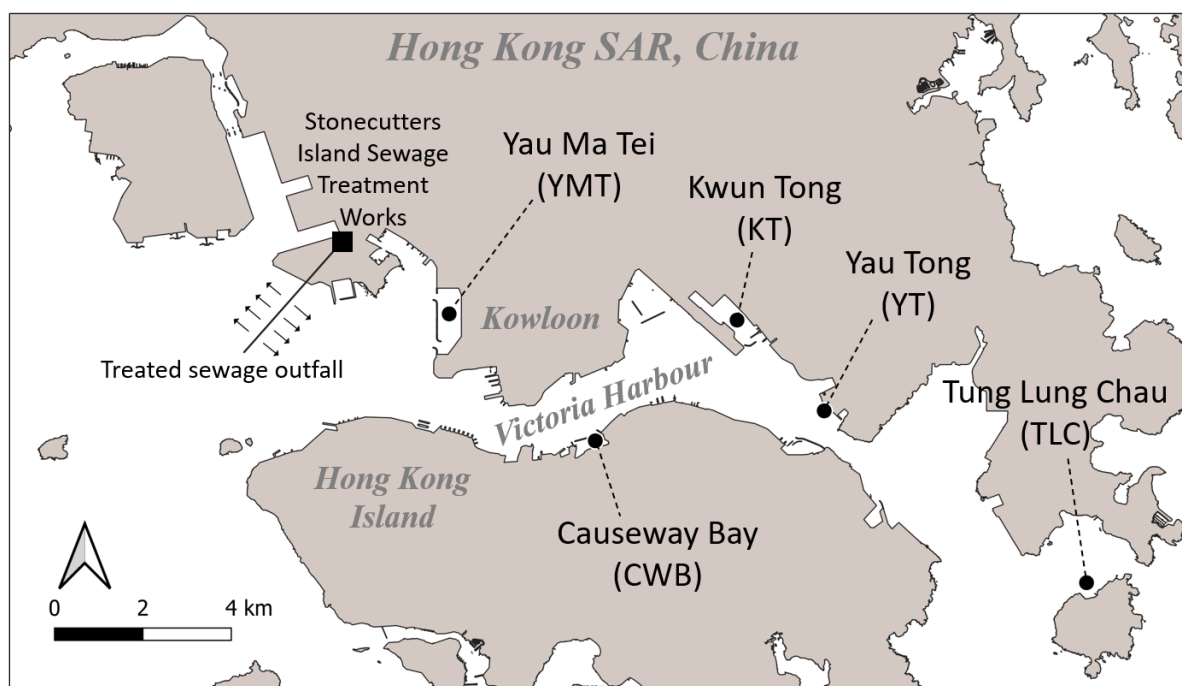 Hong Kong SAR, China
Stonecutters
Island Sewage
Treatment
Works
Yau Ma Tei
(YMT)
Kwun Tong
(KT)
Yau Tong
(YT)
Kowloon
Treated sewage outfall
Victoria Harbour
Tung Lung Chau
(TLC)
Hong Kong
Island
Causeway Bay
(CWB)
0 2 4 km